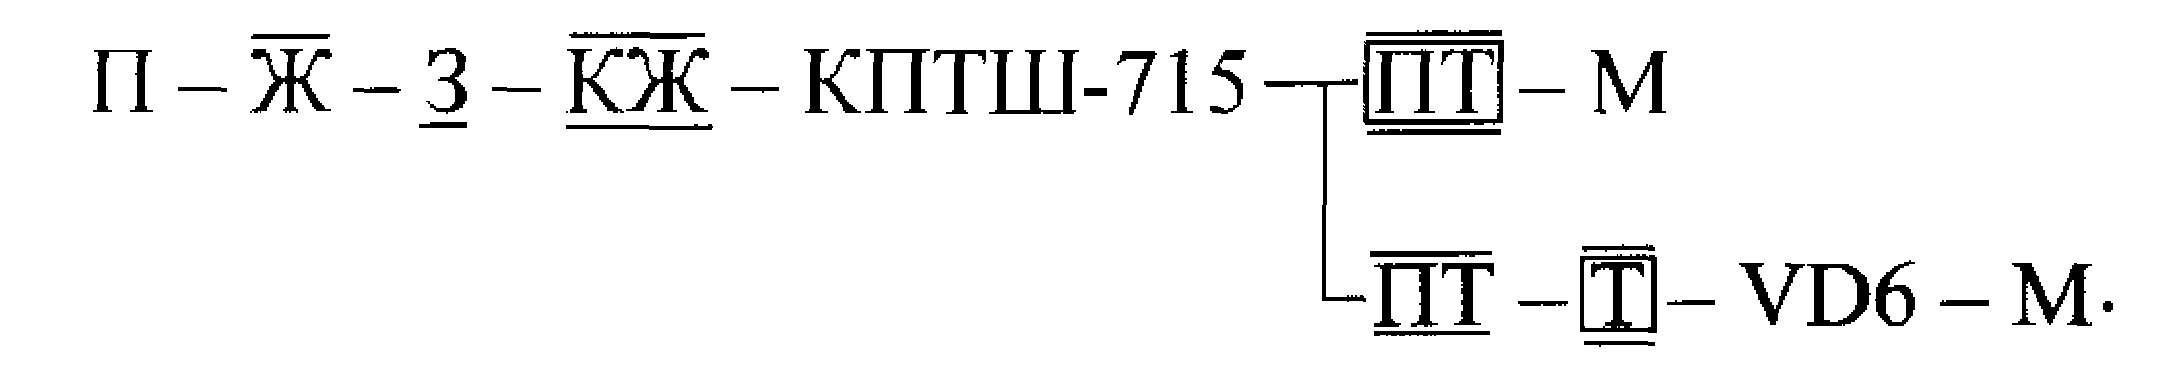 П – Ж – З – КЖ – КПТШ-715 – ПТ – М
ПТ – Т – VD6 – М.